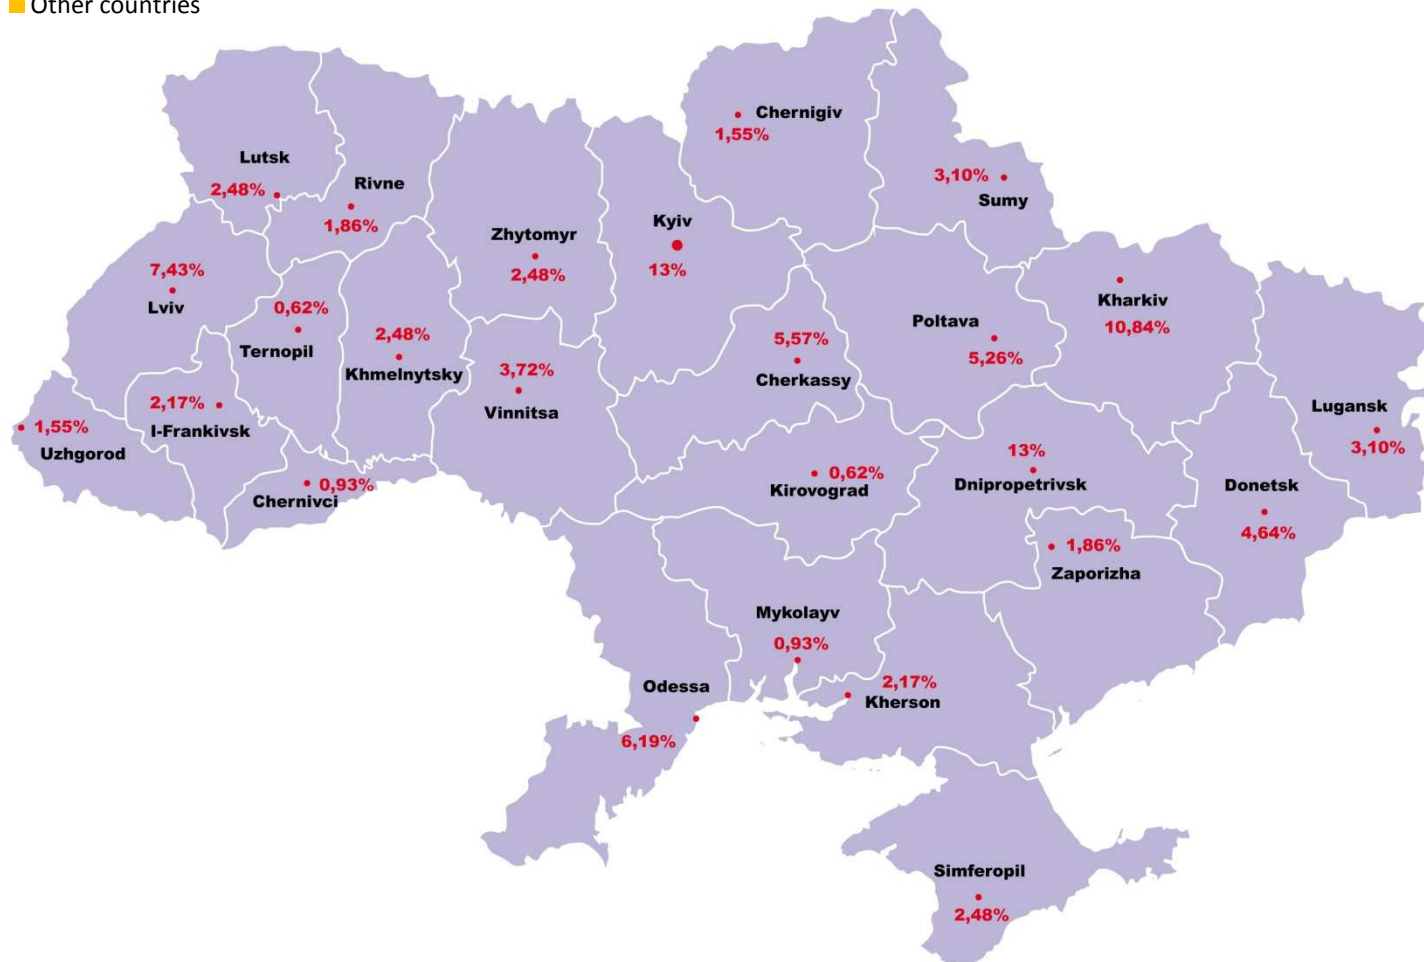 Other countries
Chernigiv
1,55%
Lutsk
2,48%
Rivne
1,86%
3,10%
Sumy
Zhytomyr
2,48%
Kyiv
13%
7,43%
Lviv
0,62%
Ternopil
2,48%
Khmelnytsky
3,72%
Vinnitsa
5,57%
Cherkassy
Poltava
5,26%
Kharkiv
10,84%
Lugansk
3,10%
1,55%
Uzhgorod
2,17%
I-Frankivsk
0,93%
Chernivci
0,62%
Kirovograd
13%
Dnipropetrivsk
Donetsk
4,64%
1,86%
Zaporizha
Mykolayv
0,93%
Odessa
6,19%
2,17%
Kherson
Simferopil
2,48%